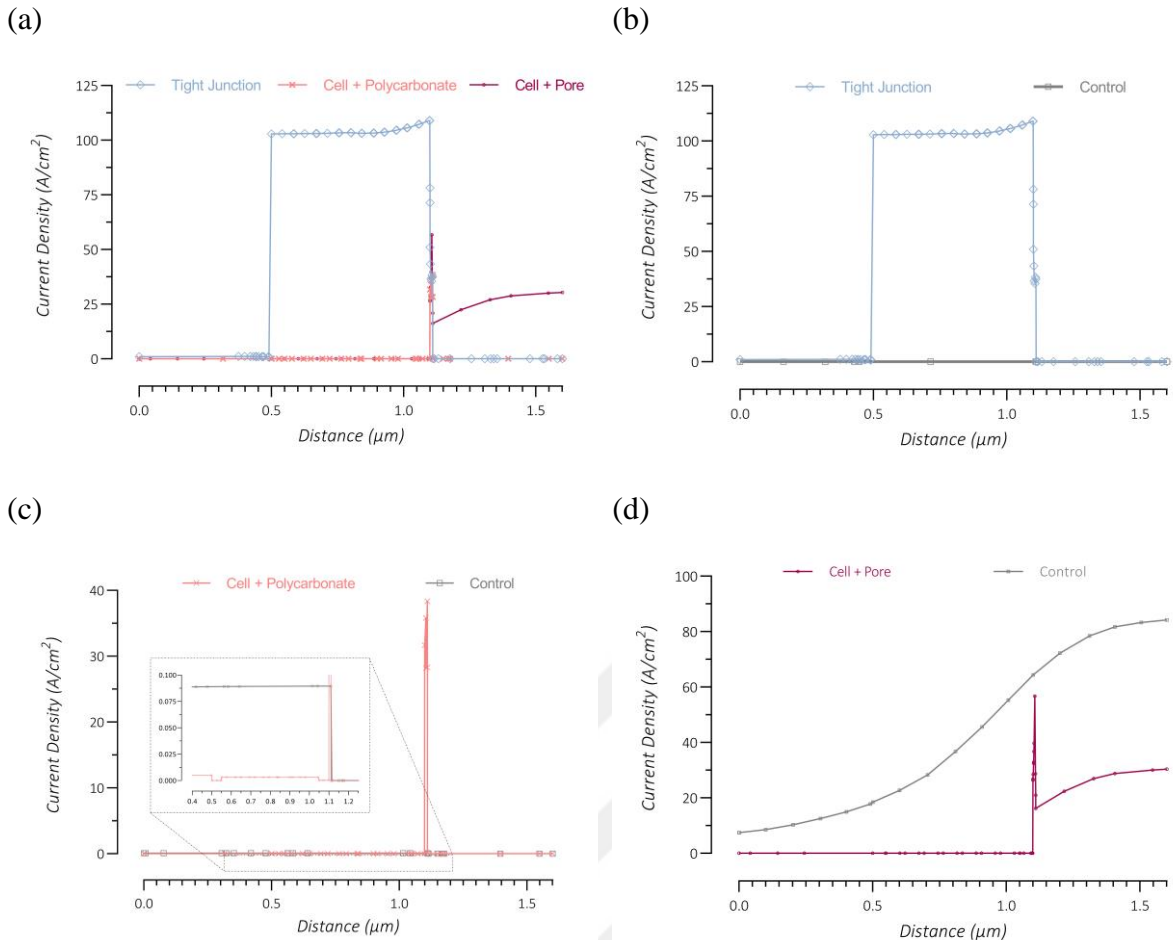 (a)
Tight Junction Cell + Polycarbonate Cell + Pore
125
100
75
50
25
0
Current Density (A/cm²)
0.0 0.5 1.0 1.5
Distance (µm)
(b)
Tight Junction Control
125
100
75
50
25
0
Current Density (A/cm²)
0.0 0.5 1.0 1.5
Distance (µm)
(c)
Cell + Polycarbonate Control
40
30
20
10
0
Current Density (A/cm²)
0.100
0.075
0.050
0.025
0.000
0.4 0.5 0.6 0.7 0.8 0.9 1.0 1.1 1.2
0.0 0.5 1.0 1.5
Distance (µm)
(d)
Cell + Pore Control
100
80
60
40
20
0
Current Density (A/cm²)
0.0 0.5 1.0 1.5
Distance (µm)